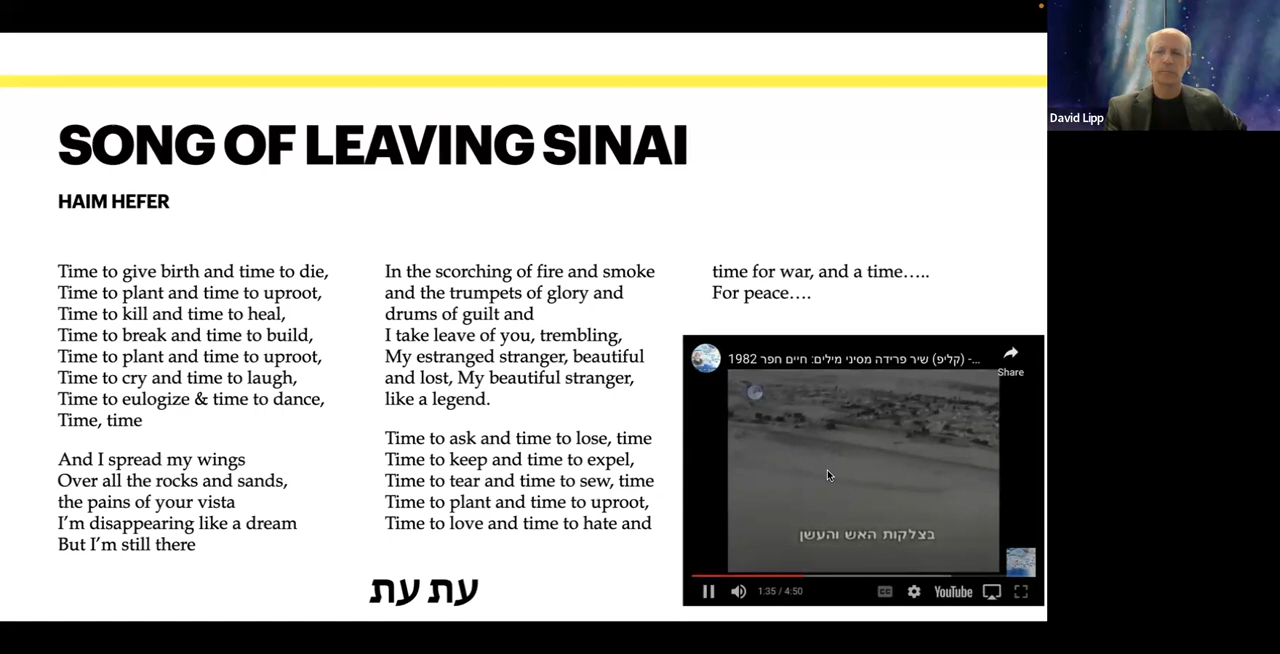 SONG OF LEAVING SINAI
HAIM HEFER
Time to give birth and time to die,
Time to plant and time to uproot,
Time to kill and time to heal,
Time to break and time to build,
Time to plant and time to uproot,
Time to cry and time to laugh,
Time to eulogize & time to dance,
Time, time
And I spread my wings
Over all the rocks and sands,
the pains of your vista
I’m disappearing like a dream
But I’m still there
In the scorching of fire and smoke
and the trumpets of glory and
drums of guilt and
I take leave of you, trembling,
My estranged stranger, beautiful
and lost, My beautiful stranger,
like a legend.
Time to ask and time to lose, time
Time to keep and time to expel,
Time to tear and time to sew, time
Time to plant and time to uproot,
Time to love and time to hate and
time for war, and a time…..
For peace….
עת עת
שיר פרידה מסיני מילים: חיים חפר 1982 (קליפ) -...
Share
בצלקות האש והעשן
1:35 / 4:50
CC
YouTube
David Lipp